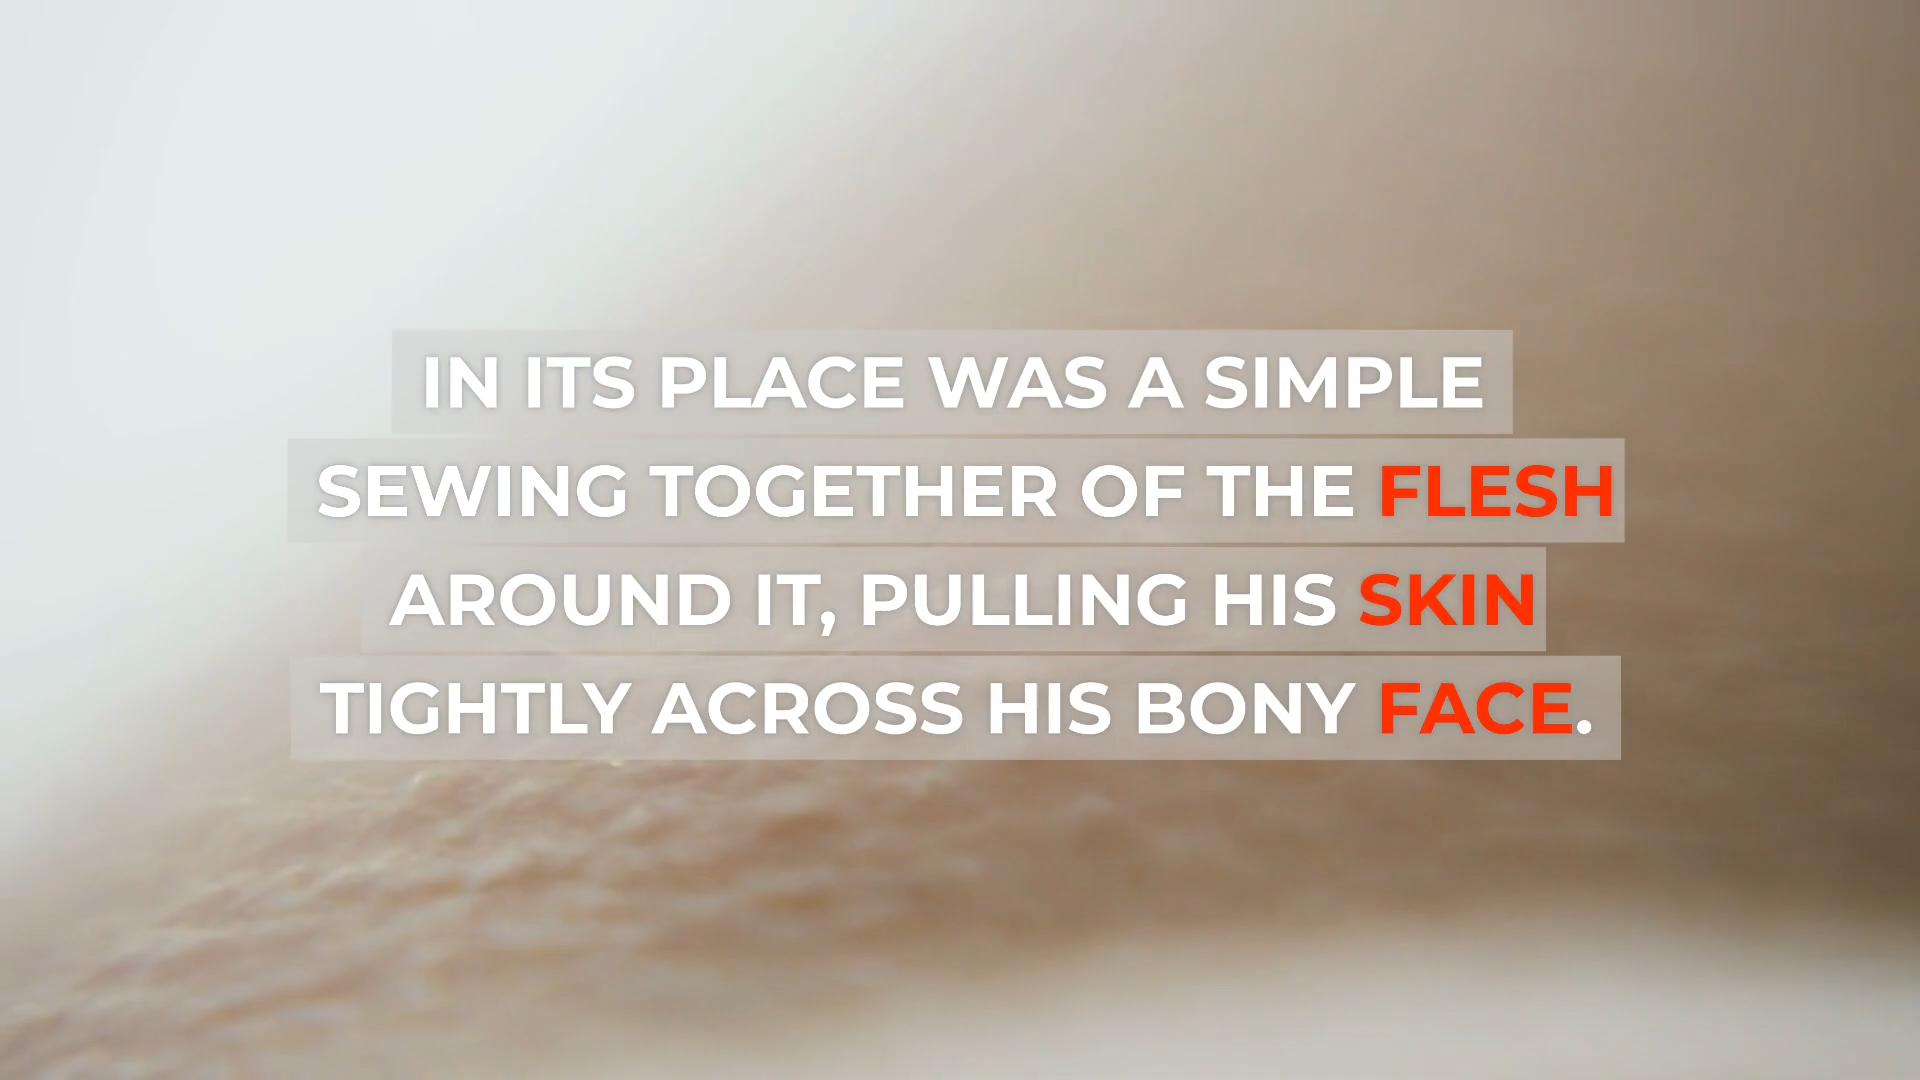 IN ITS PLACE WAS A SIMPLE
SEWING TOGETHER OF THE FLESH
AROUND IT, PULLING HIS SKIN
TIGHTLY ACROSS HIS BONY FACE.